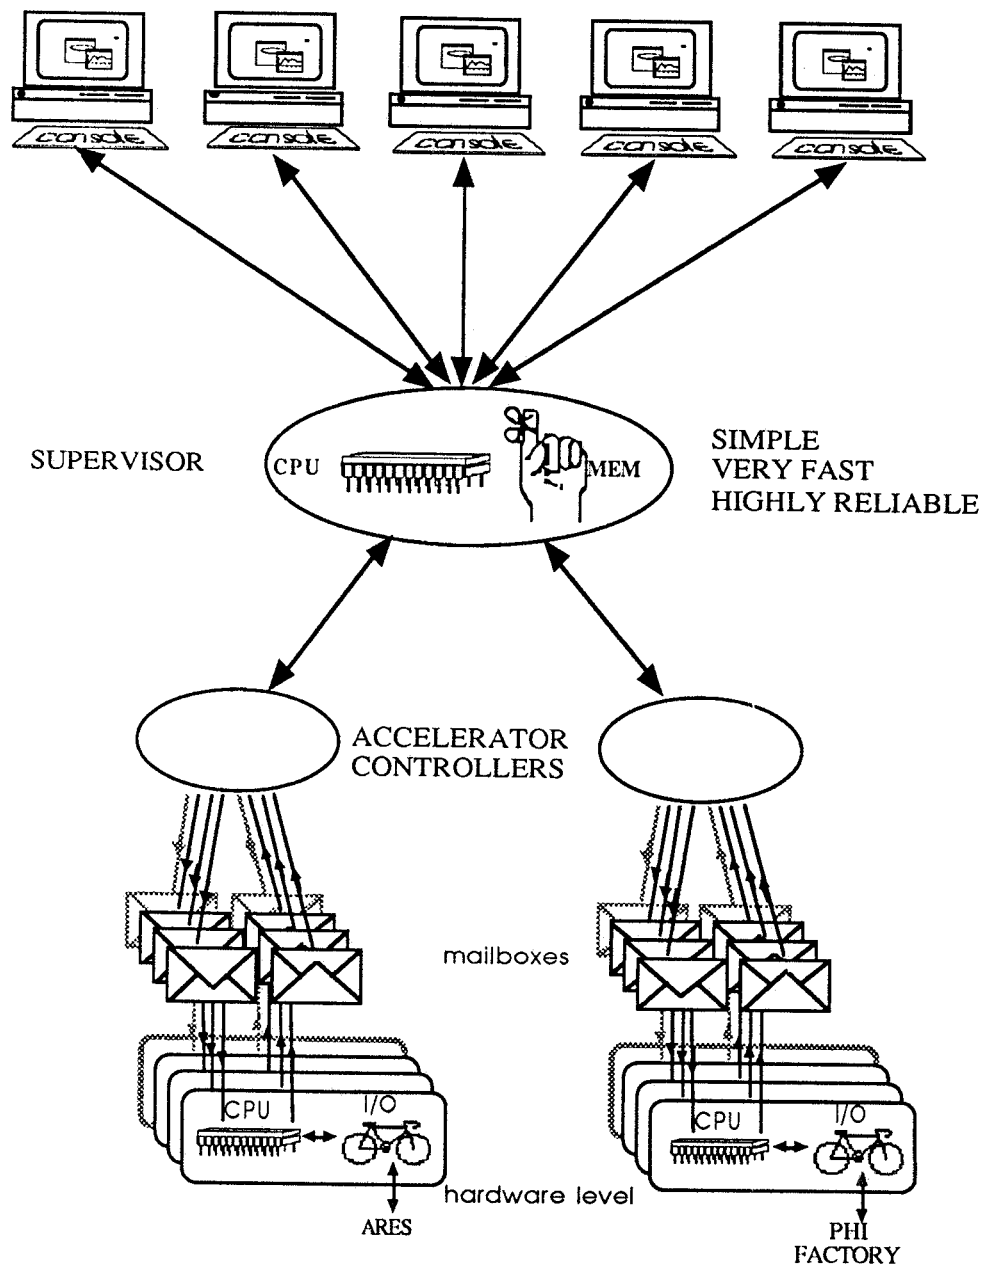 console console console console console
SUPERVISOR
CPU
MEM
SIMPLE
VERY FAST
HIGHLY RELIABLE
ACCELERATOR
CONTROLLERS
mailboxes
CPU
I/O
CPU
I/O
hardware level
ARES
PHI
FACTORY